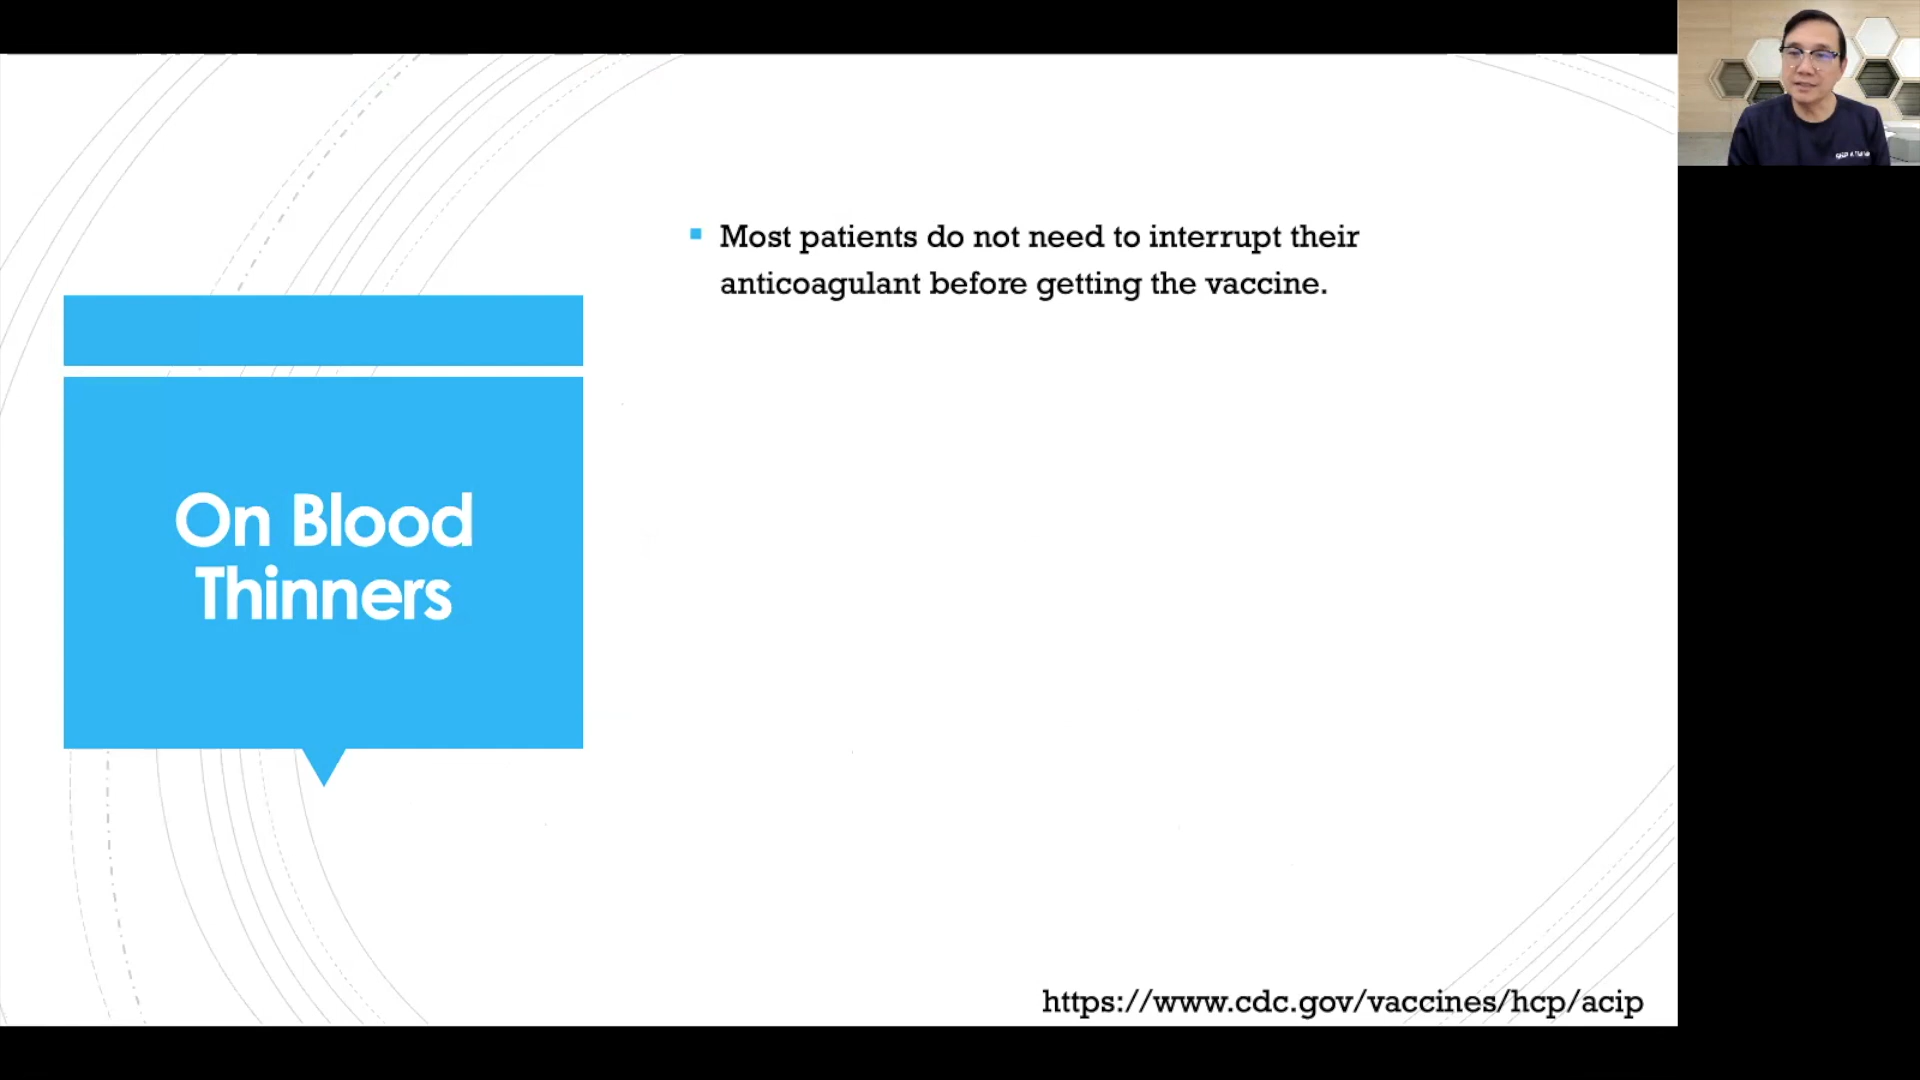 Most patients do not need to interrupt their
anticoagulant before getting the vaccine.
On Blood
Thinners
https://www.cdc.gov/vaccines/hcp/acip